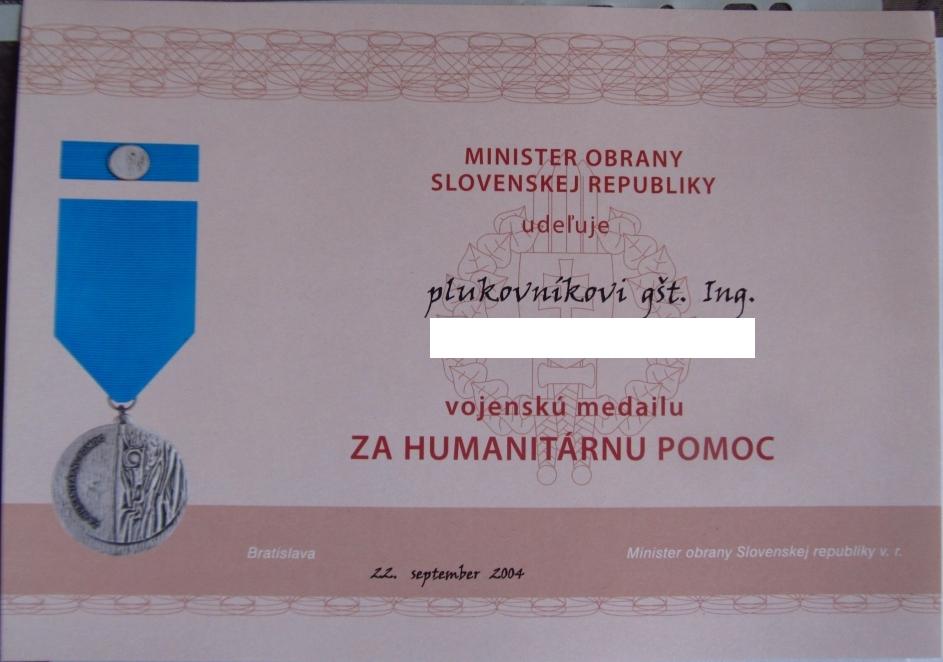 MINISTER OBRANY
SLOVENSKEJ REPUBLIKY
udeľuje
plukovníkovi gšt. Ing.
vojenskú medailu
ZA HUMANITÁRNU POMOC
Bratislava
Minister obrany Slovenskej republiky v. r.
22. september 2004